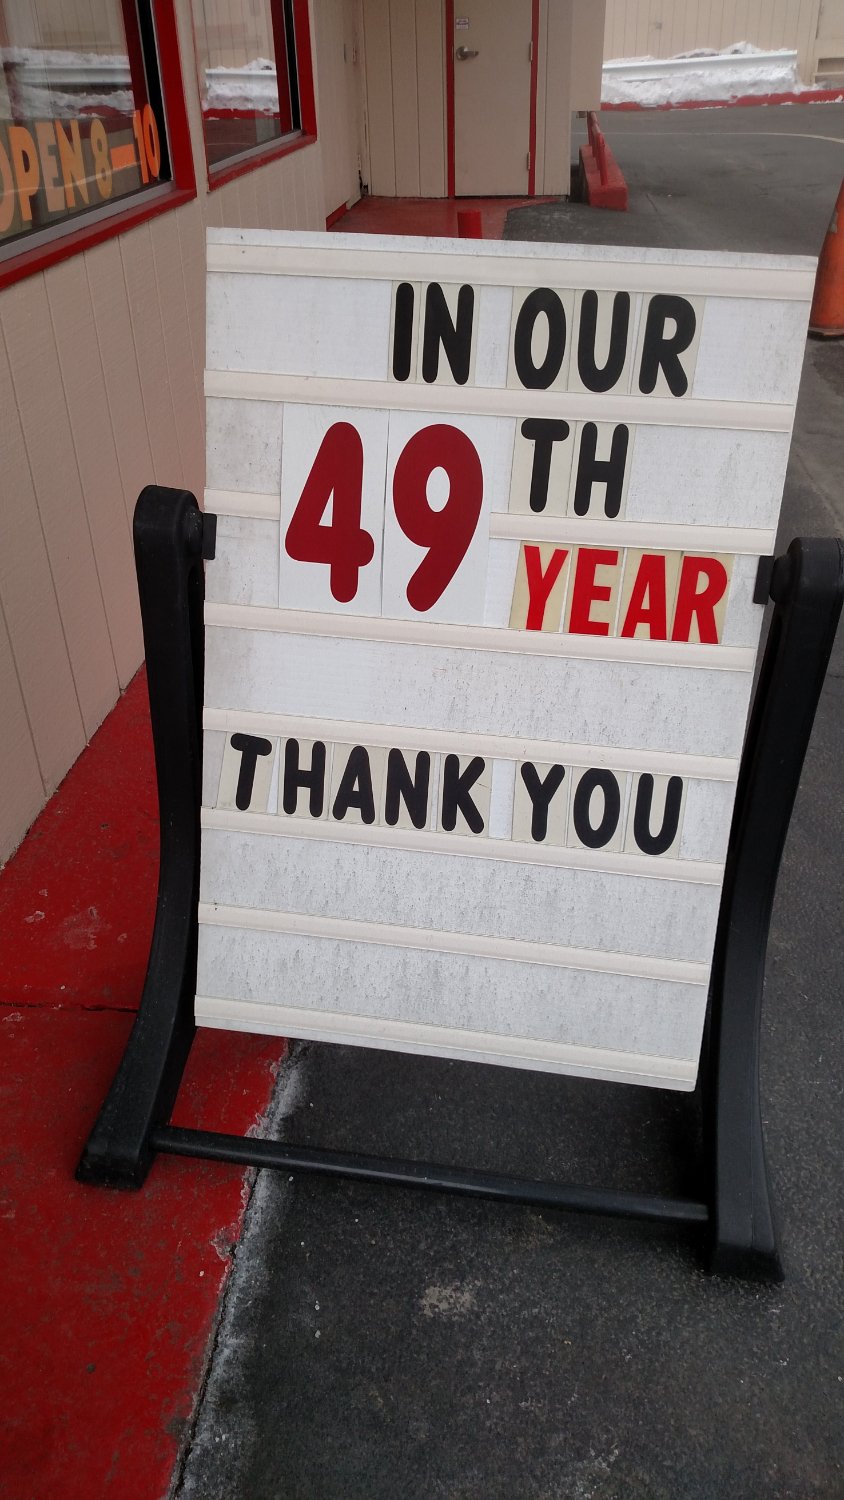 OPEN 8-10
IN OUR
49 TH
YEAR
THANK YOU